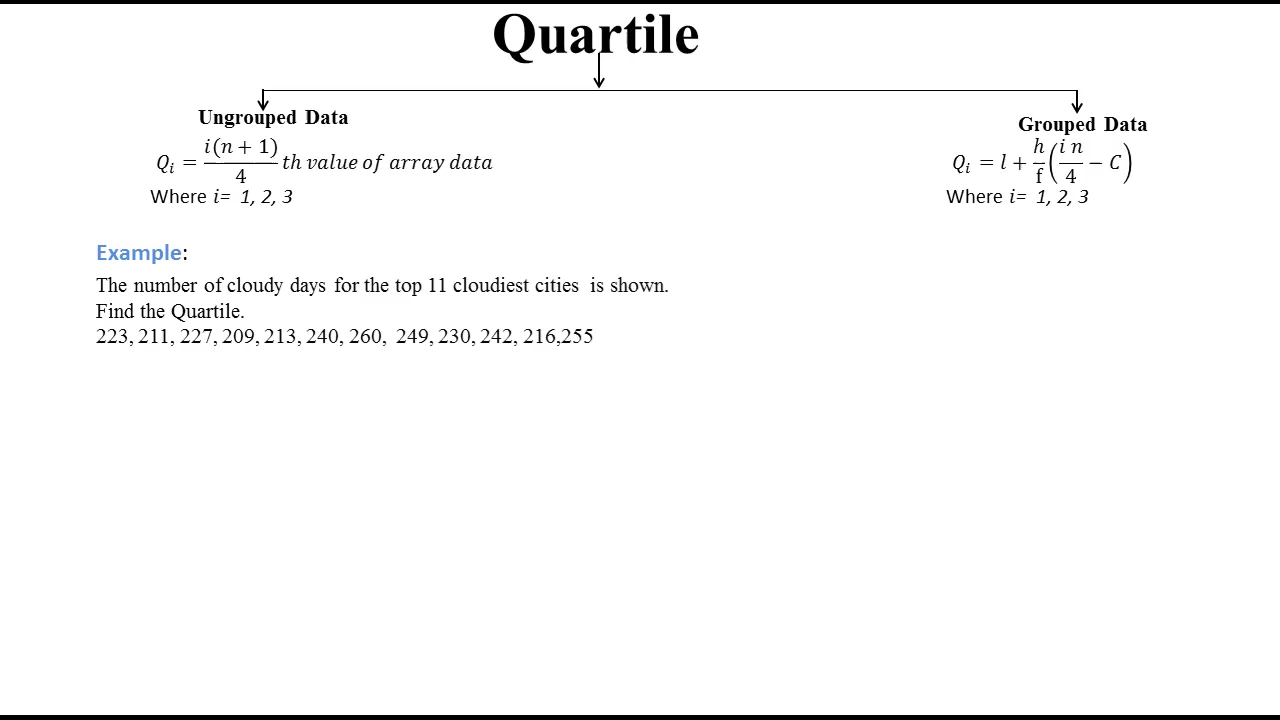 Quartile
Ungrouped Data
Qᵢ = i(n + 1)/4 th value of array data
Where i= 1, 2, 3
Grouped Data
Qᵢ = l + h/f (i n/4 − C)
Where i= 1, 2, 3
Example:
The number of cloudy days for the top 11 cloudiest cities is shown.
Find the Quartile.
223, 211, 227, 209, 213, 240, 260, 249, 230, 242, 216,255